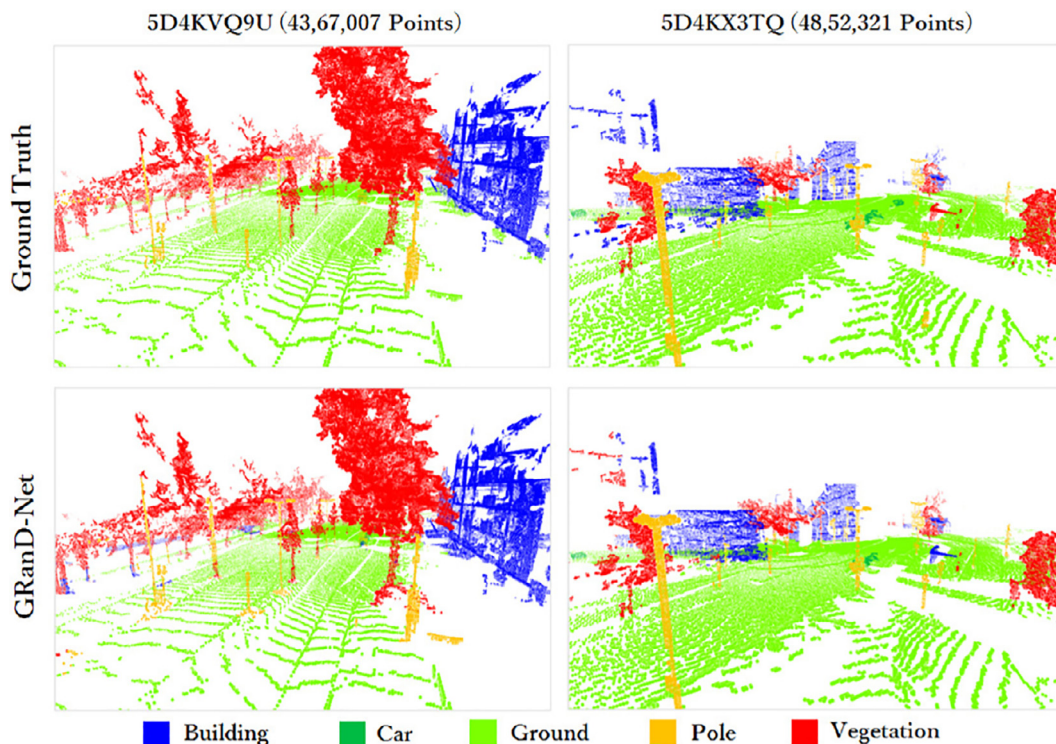 5D4KVQ9U (43,67,007 Points)
5D4KX3TQ (48,52,321 Points)
Ground Truth
GRanD-Net
Building
Car
Ground
Pole
Vegetation